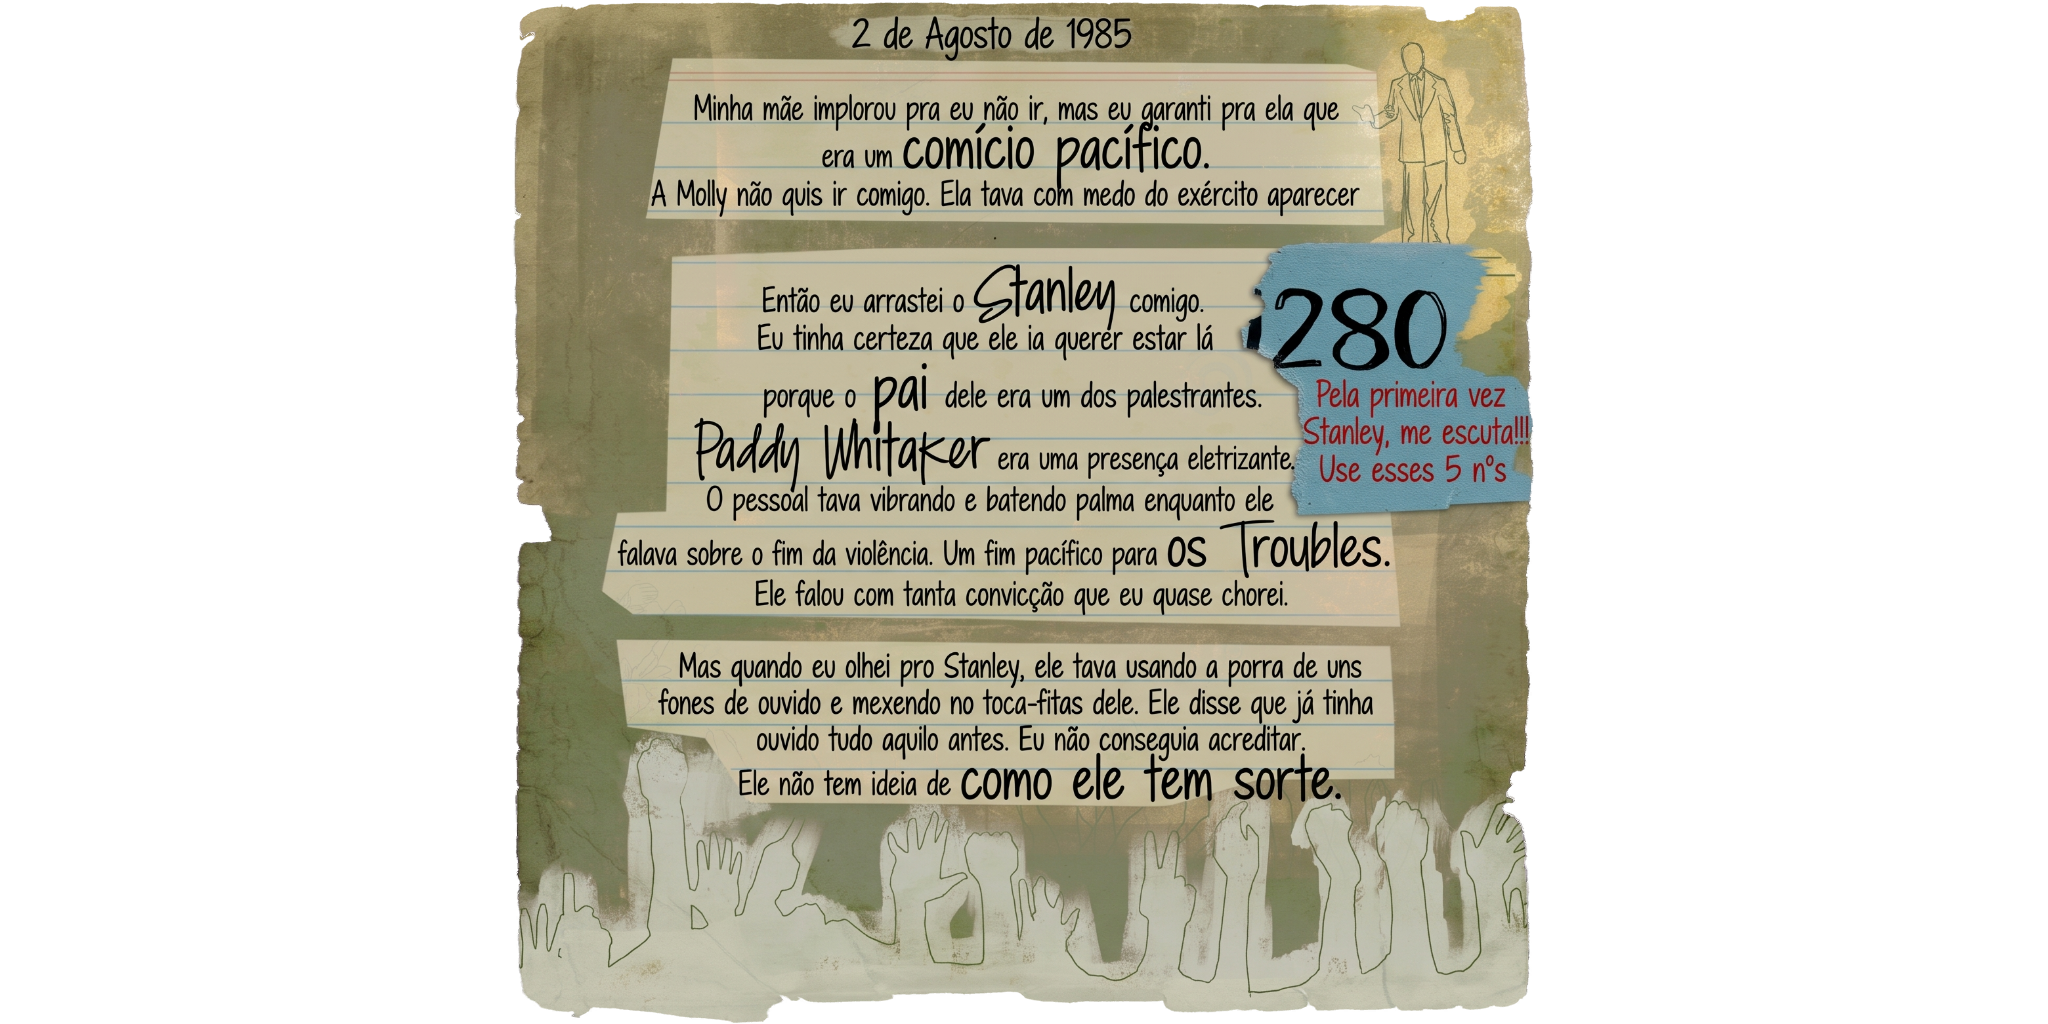 2 de Agosto de 1985
Minha mãe implorou pra eu não ir, mas eu garanti pra ela que
era um comício pacífico.
A Molly não quis ir comigo. Ela tava com medo do exército aparecer
Então eu arrastei o Stanley comigo.
Eu tinha certeza que ele ia querer estar lá
porque o pai dele era um dos palestrantes.
Paddy Whitaker era uma presença eletrizante.
O pessoal tava vibrando e batendo palma enquanto ele
falava sobre o fim da violência. Um fim pacífico para os Troubles.
Ele falou com tanta convicção que eu quase chorei.
280
Pela primeira vez
Stanley, me escuta!!!
Use esses 5 nºs
Mas quando eu olhei pro Stanley, ele tava usando a porra de uns
fones de ouvido e mexendo no toca-fitas dele. Ele disse que já tinha
ouvido tudo aquilo antes. Eu não conseguia acreditar.
Ele não tem ideia de como ele tem sorte.